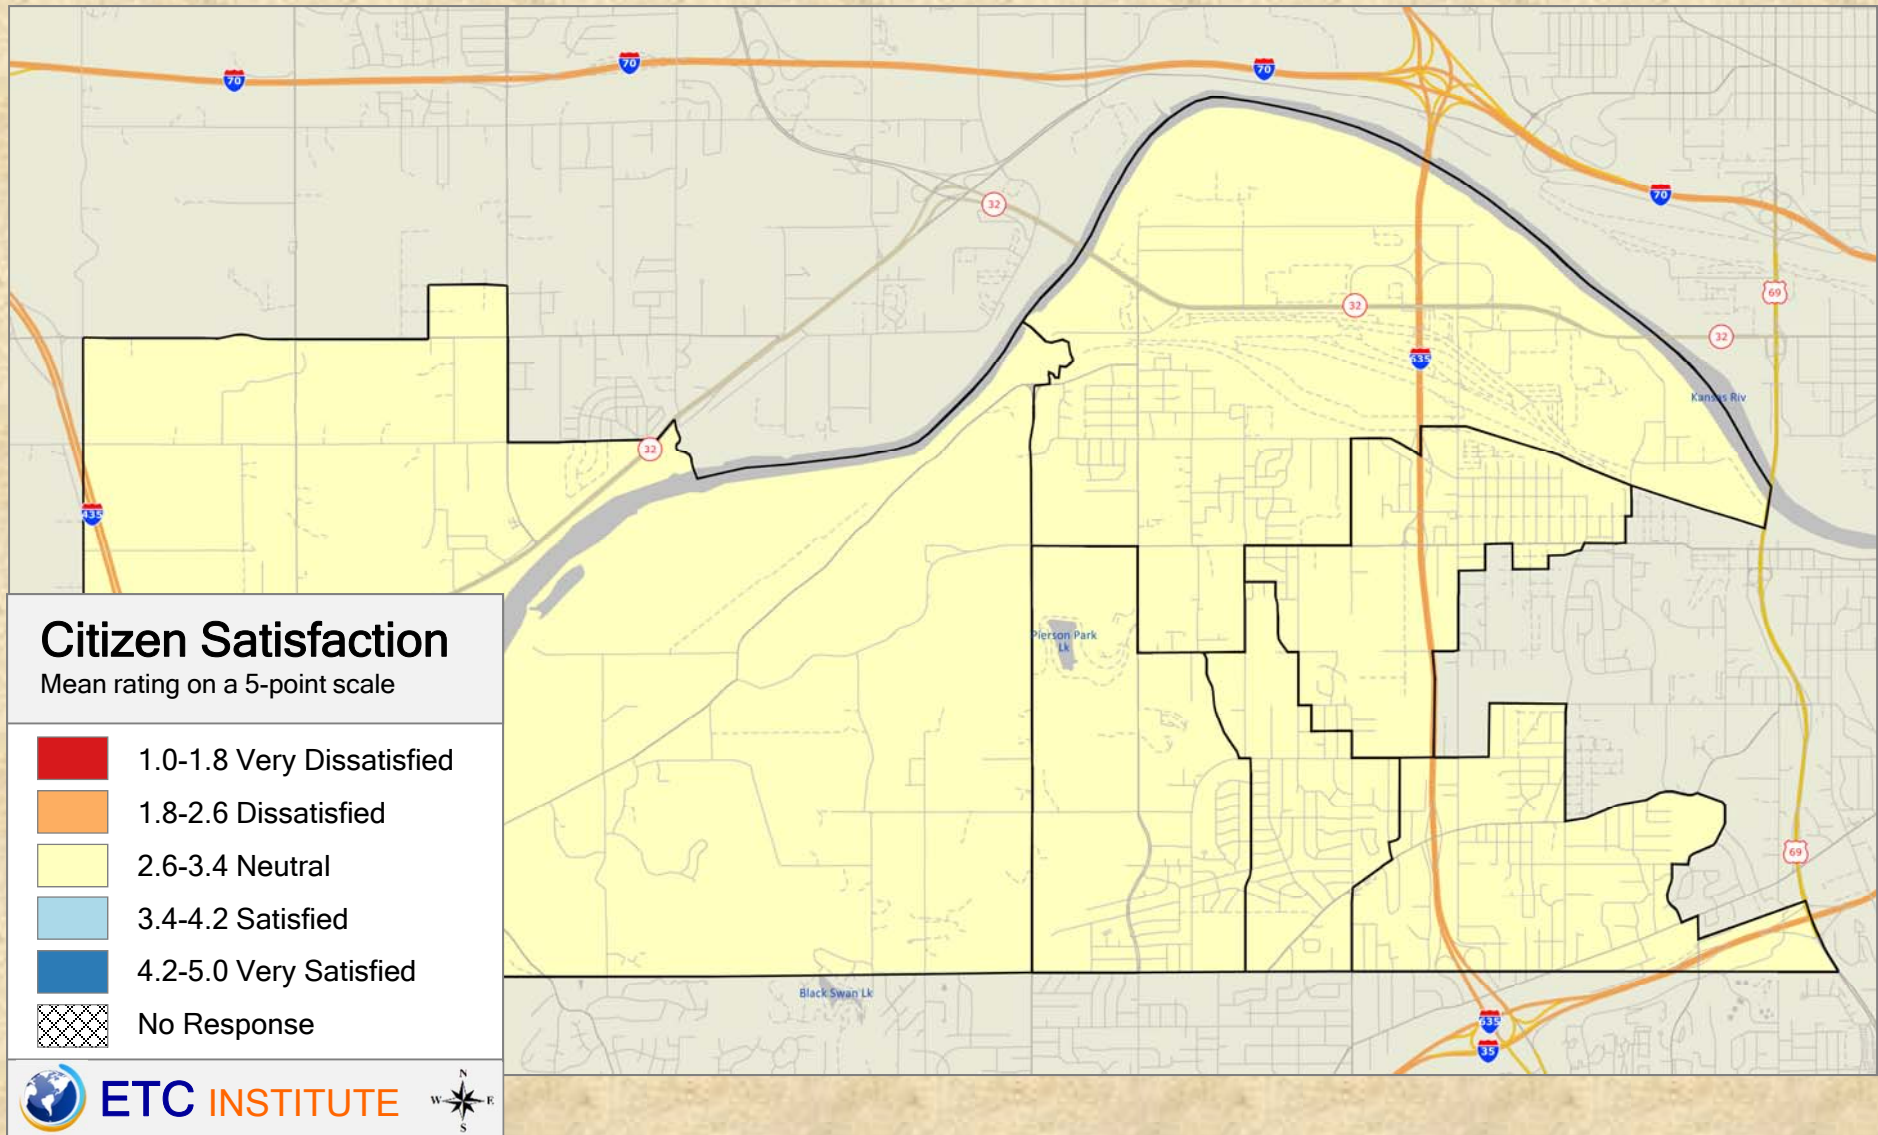 70
70
70
70
32
69
32
32
635
Kansas Riv
32
435
Pierson Park
Lk
69
Black Swan Lk
635
35
Citizen Satisfaction
Mean rating on a 5-point scale
1.0-1.8 Very Dissatisfied
1.8-2.6 Dissatisfied
2.6-3.4 Neutral
3.4-4.2 Satisfied
4.2-5.0 Very Satisfied
No Response
ETC INSTITUTE
N
W E
S